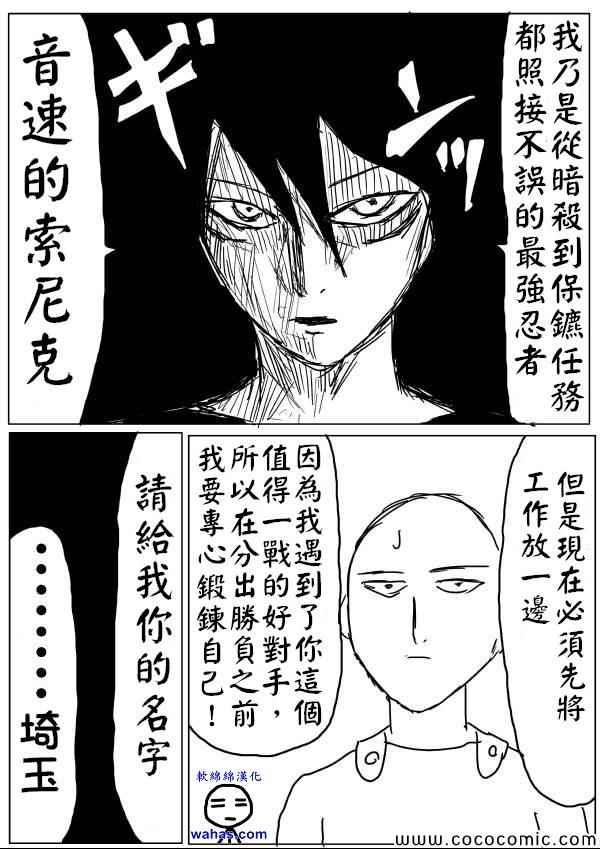 我乃是從暗殺到保鑣任務
都照接不誤的最強忍者
ギンッ
音速的索尼克
但是現在必須先將
工作放一邊
因為我遇到了你這個
值得一戰的好對手，
所以在分出勝負之前
我要專心鍛鍊自己！
請給我你的名字
………埼玉
軟綿綿漢化
wahas.com
www.cococomic.com